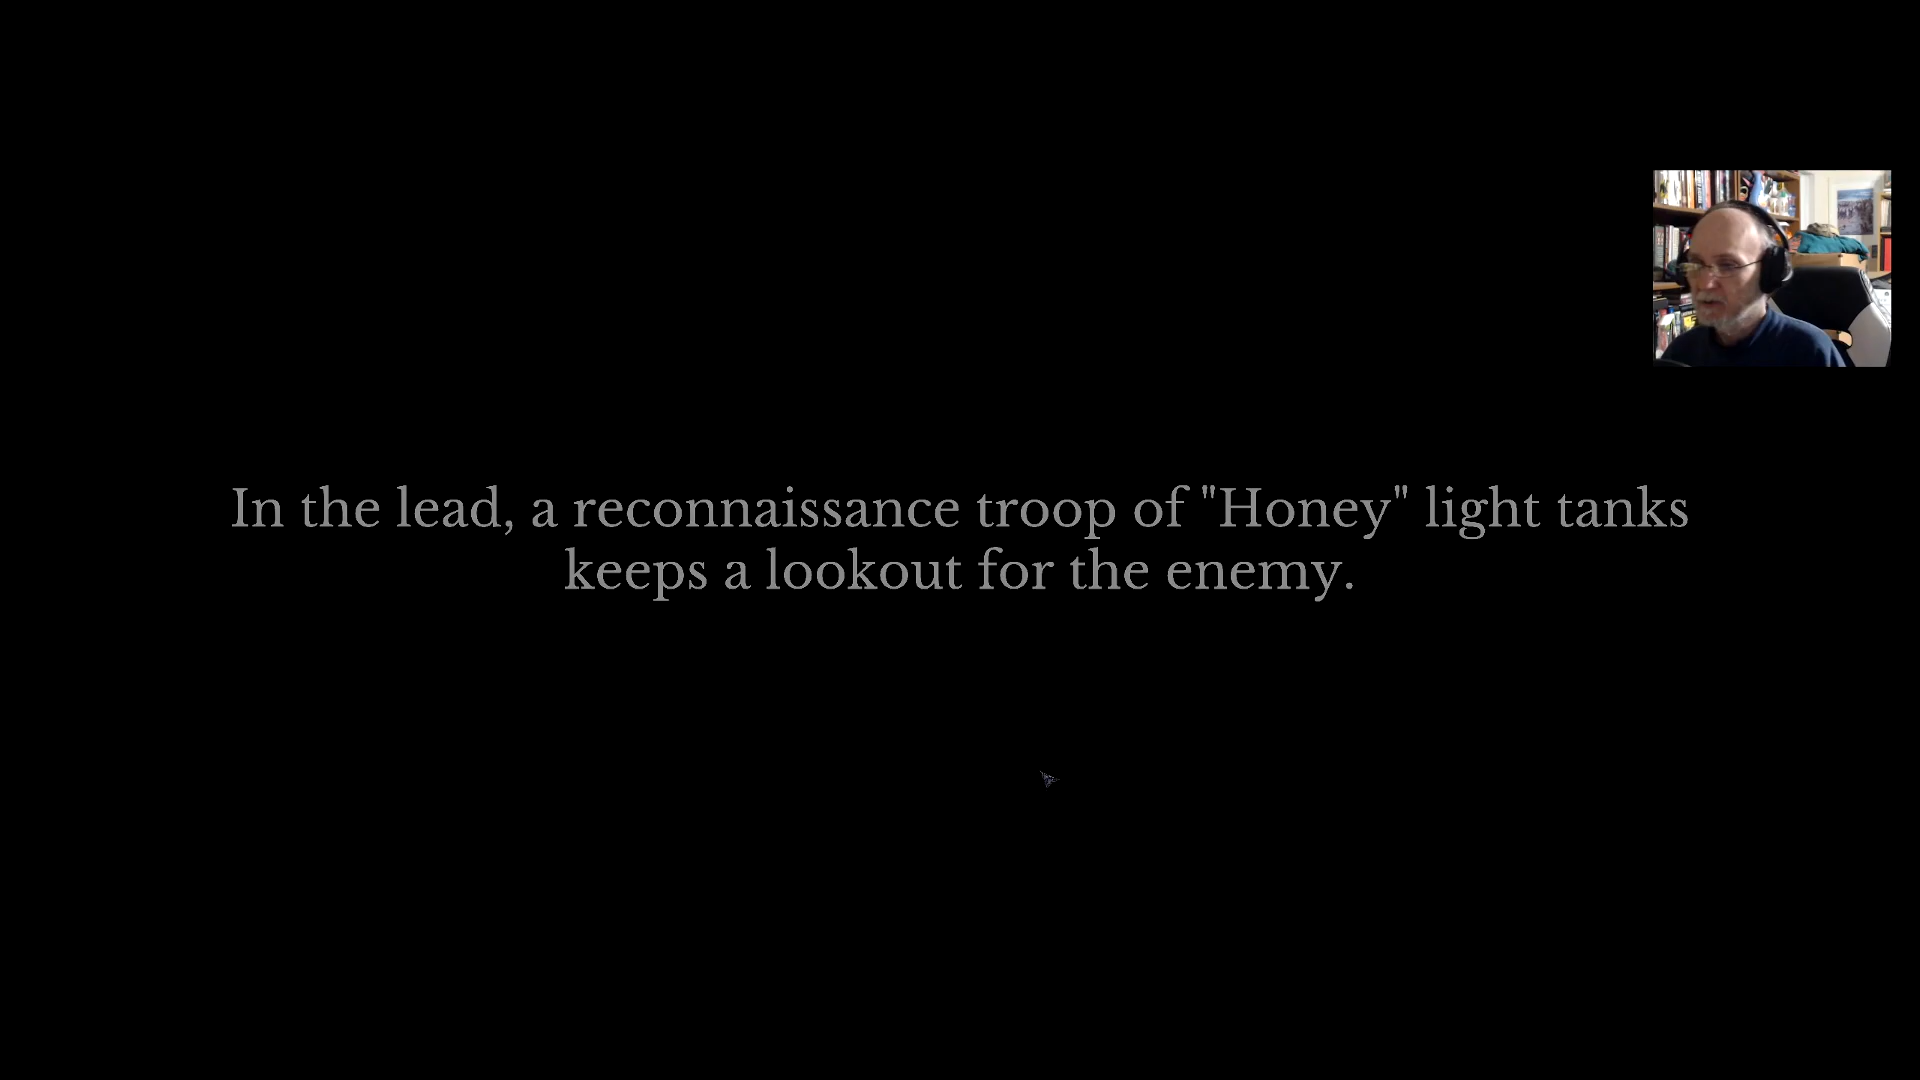 In the lead, a reconnaissance troop of "Honey" light tanks
keeps a lookout for the enemy.